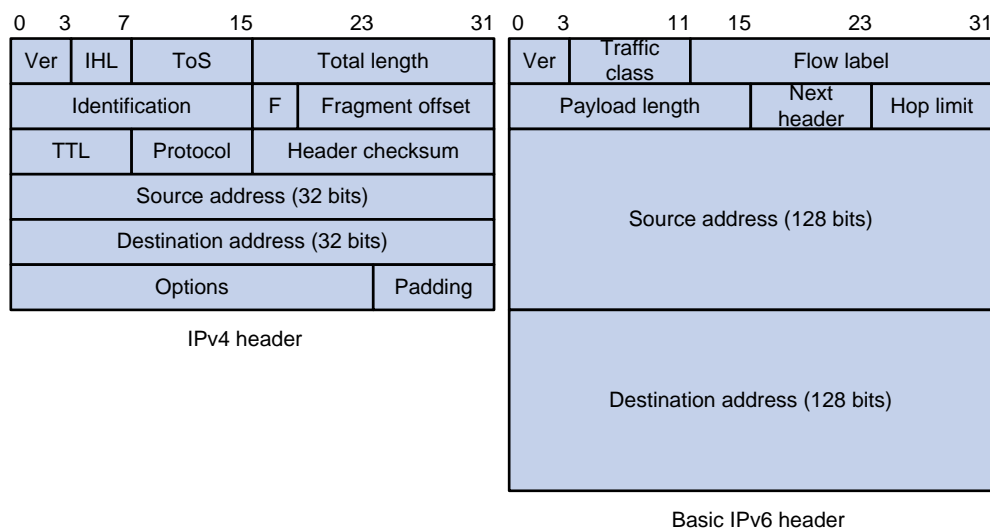 0 3 7 15 23 31
Ver IHL ToS Total length
Identification F Fragment offset
TTL Protocol Header checksum
Source address (32 bits)
Destination address (32 bits)
Options Padding
IPv4 header
0 3 11 15 23 31
Ver Traffic class Flow label
Payload length Next header Hop limit
Source address (128 bits)
Destination address (128 bits)
Basic IPv6 header